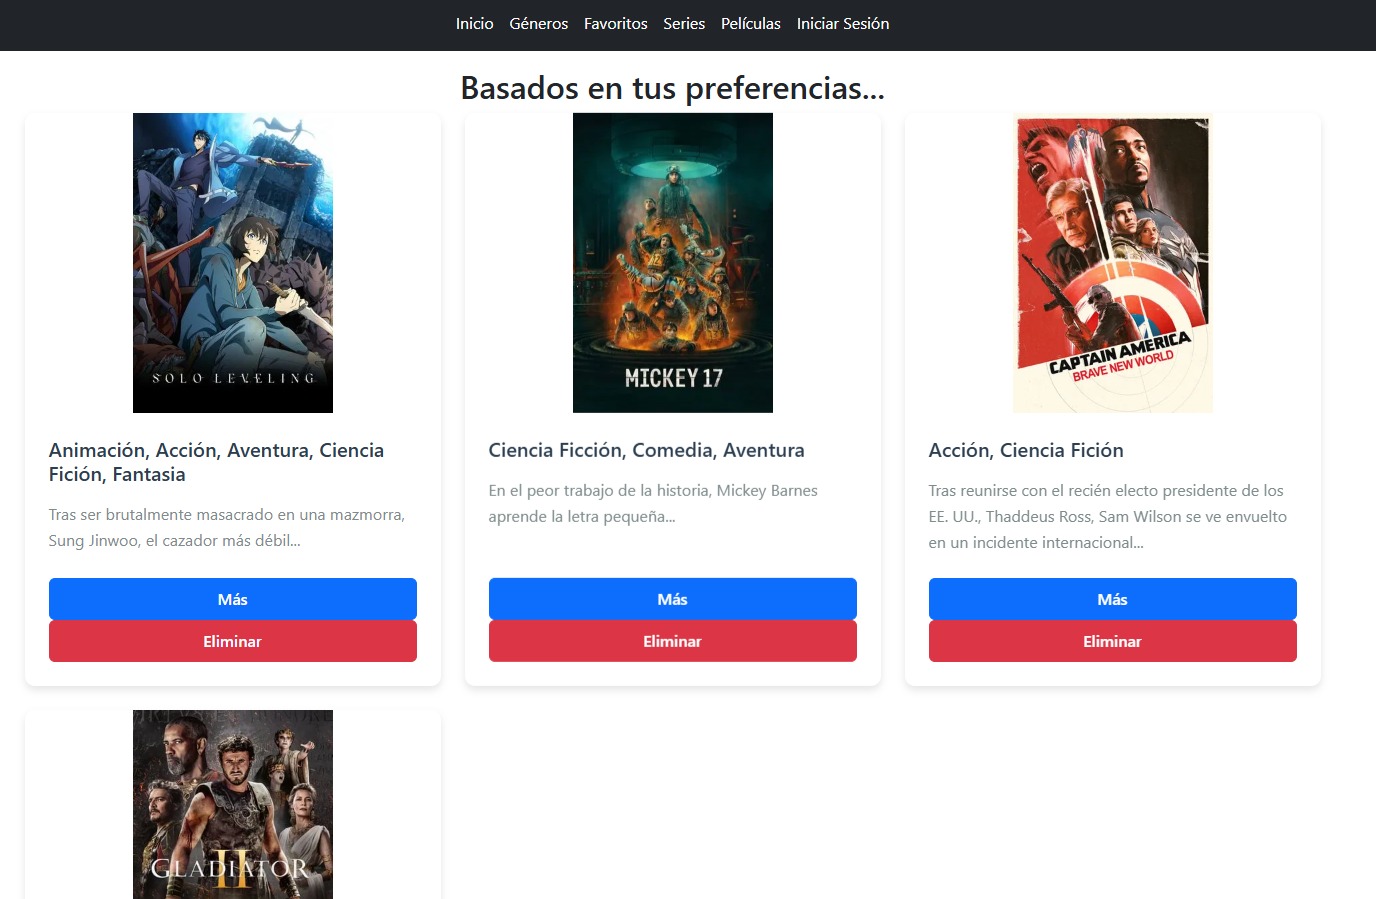 Inicio Géneros Favoritos Series Películas Iniciar Sesión
Basados en tus preferencias...
SOLO LEVELING
MICKEY 17
CAPTAIN AMERICA
BRAVE NEW WORLD
Animación, Acción, Aventura, Ciencia
Fición, Fantasia
Tras ser brutalmente masacrado en una mazmorra,
Sung Jinwoo, el cazador más débil...
Más
Eliminar
Ciencia Ficción, Comedia, Aventura
En el peor trabajo de la historia, Mickey Barnes
aprende la letra pequeña...
Más
Eliminar
Acción, Ciencia Fición
Tras reunirse con el recién electo presidente de los
EE. UU., Thaddeus Ross, Sam Wilson se ve envuelto
en un incidente internacional...
Más
Eliminar
GLADIATOR
II